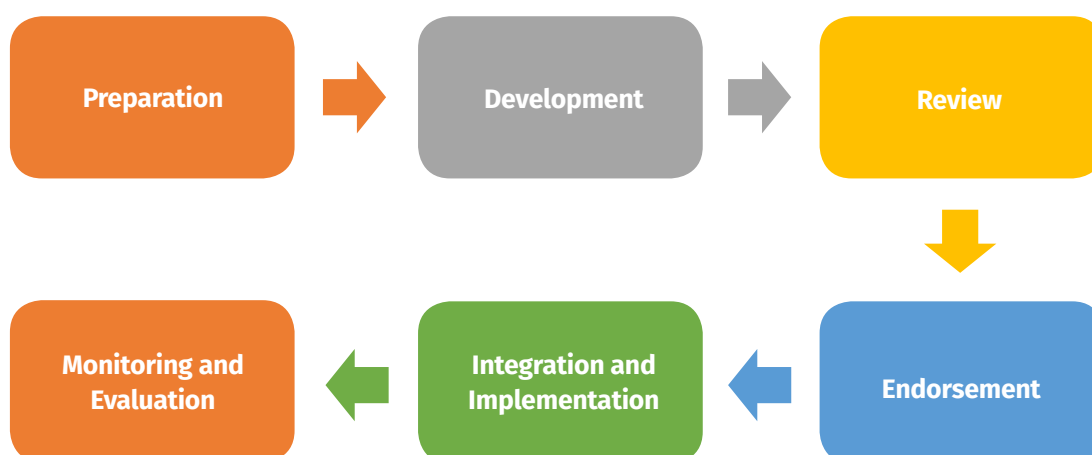 Preparation
Development
Review
Endorsement
Integration and
Implementation
Monitoring and
Evaluation